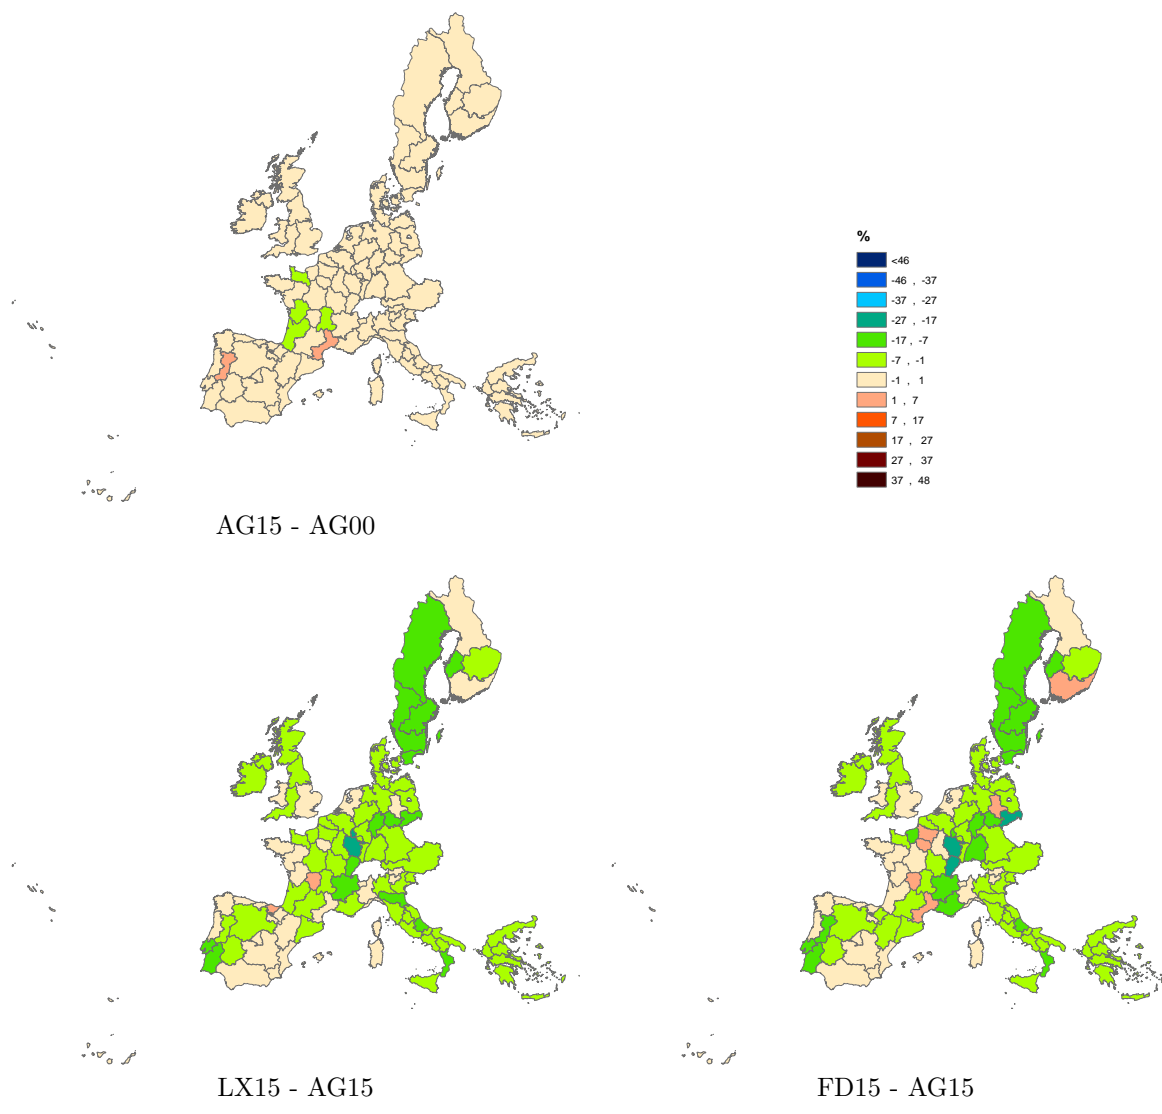 %
<46
-46 , -37
-37 , -27
-27 , -17
-17 , -7
-7 , -1
-1 , 1
1 , 7
7 , 17
17 , 27
27 , 37
37 , 48
AG15 - AG00
LX15 - AG15
FD15 - AG15